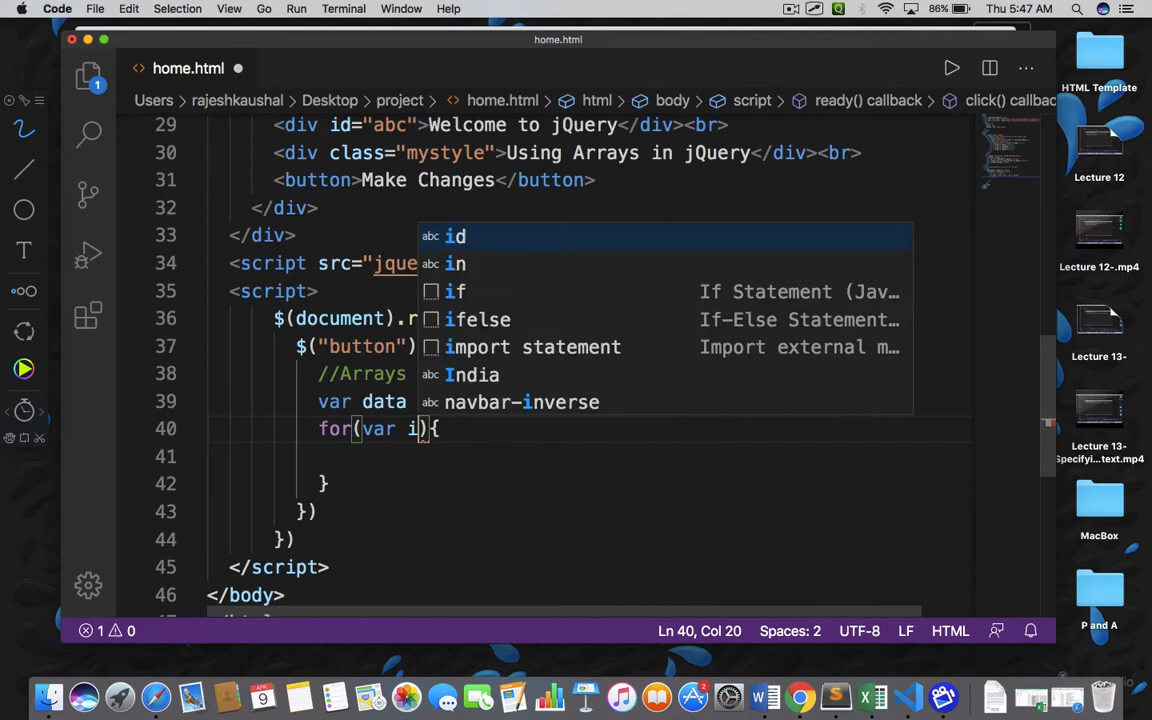 Code File Edit Selection View Go Run Terminal Window Help 86% Thu 5:47 AM
home.html
home.html
Users > rajeshkaushal > Desktop > project > home.html > html > body > script > ready() callback > click() callbac
29 <div id="abc">Welcome to jQuery</div><br>
30 <div class="mystyle">Using Arrays in jQuery</div><br>
31 <button>Make Changes</button>
32 </div>
33 </div>
34 <script src="jque
35 <script>
36 $(document).r
37 $("button")
38 //Arrays
39 var data
40 for(var i){
41
42 }
43 })
44 })
45 </script>
46 </body>
abc id
abc in
if If Statement (Jav…
ifelse If-Else Statement…
import statement Import external m…
abc India
abc navbar-inverse
1
T
1 0 Ln 40, Col 20 Spaces: 2 UTF-8 LF HTML
HTML Template
Lecture 12
Lecture 12-.mp4
Lecture 13-
Lecture 13-
Specifyi...text.mp4
MacBox
P and A
APR
9
2